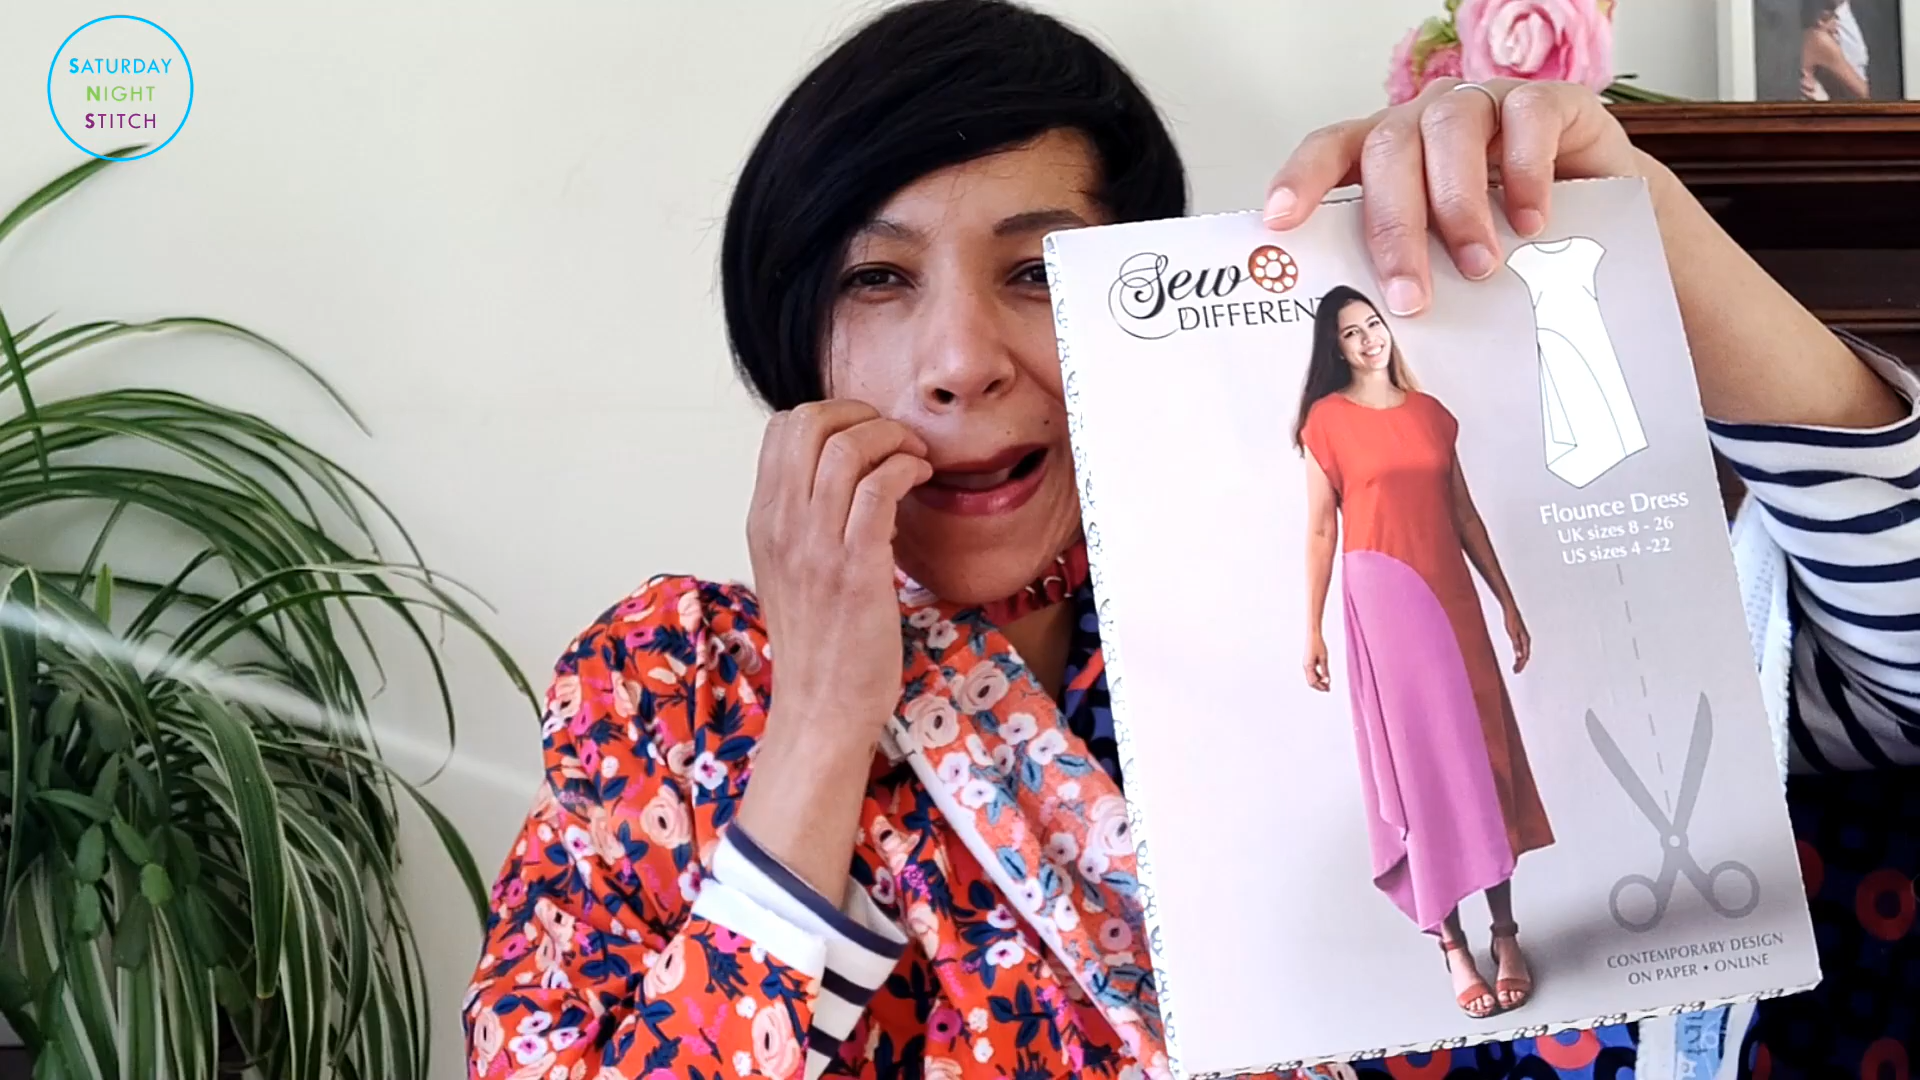 SATURDAY
NIGHT
STITCH
Sew
DIFFEREN
Flounce Dress
UK sizes 8 - 26
US sizes 4 -22
CONTEMPORARY DESIGN
ON PAPER • ONLINE